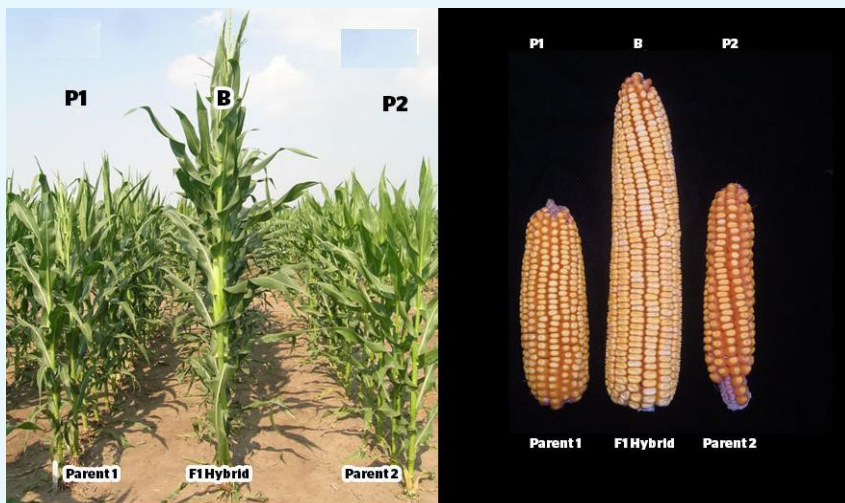 P1
B
P2
Parent 1
F1 Hybrid
Parent 2
P1
B
P2
Parent 1
F1 Hybrid
Parent 2